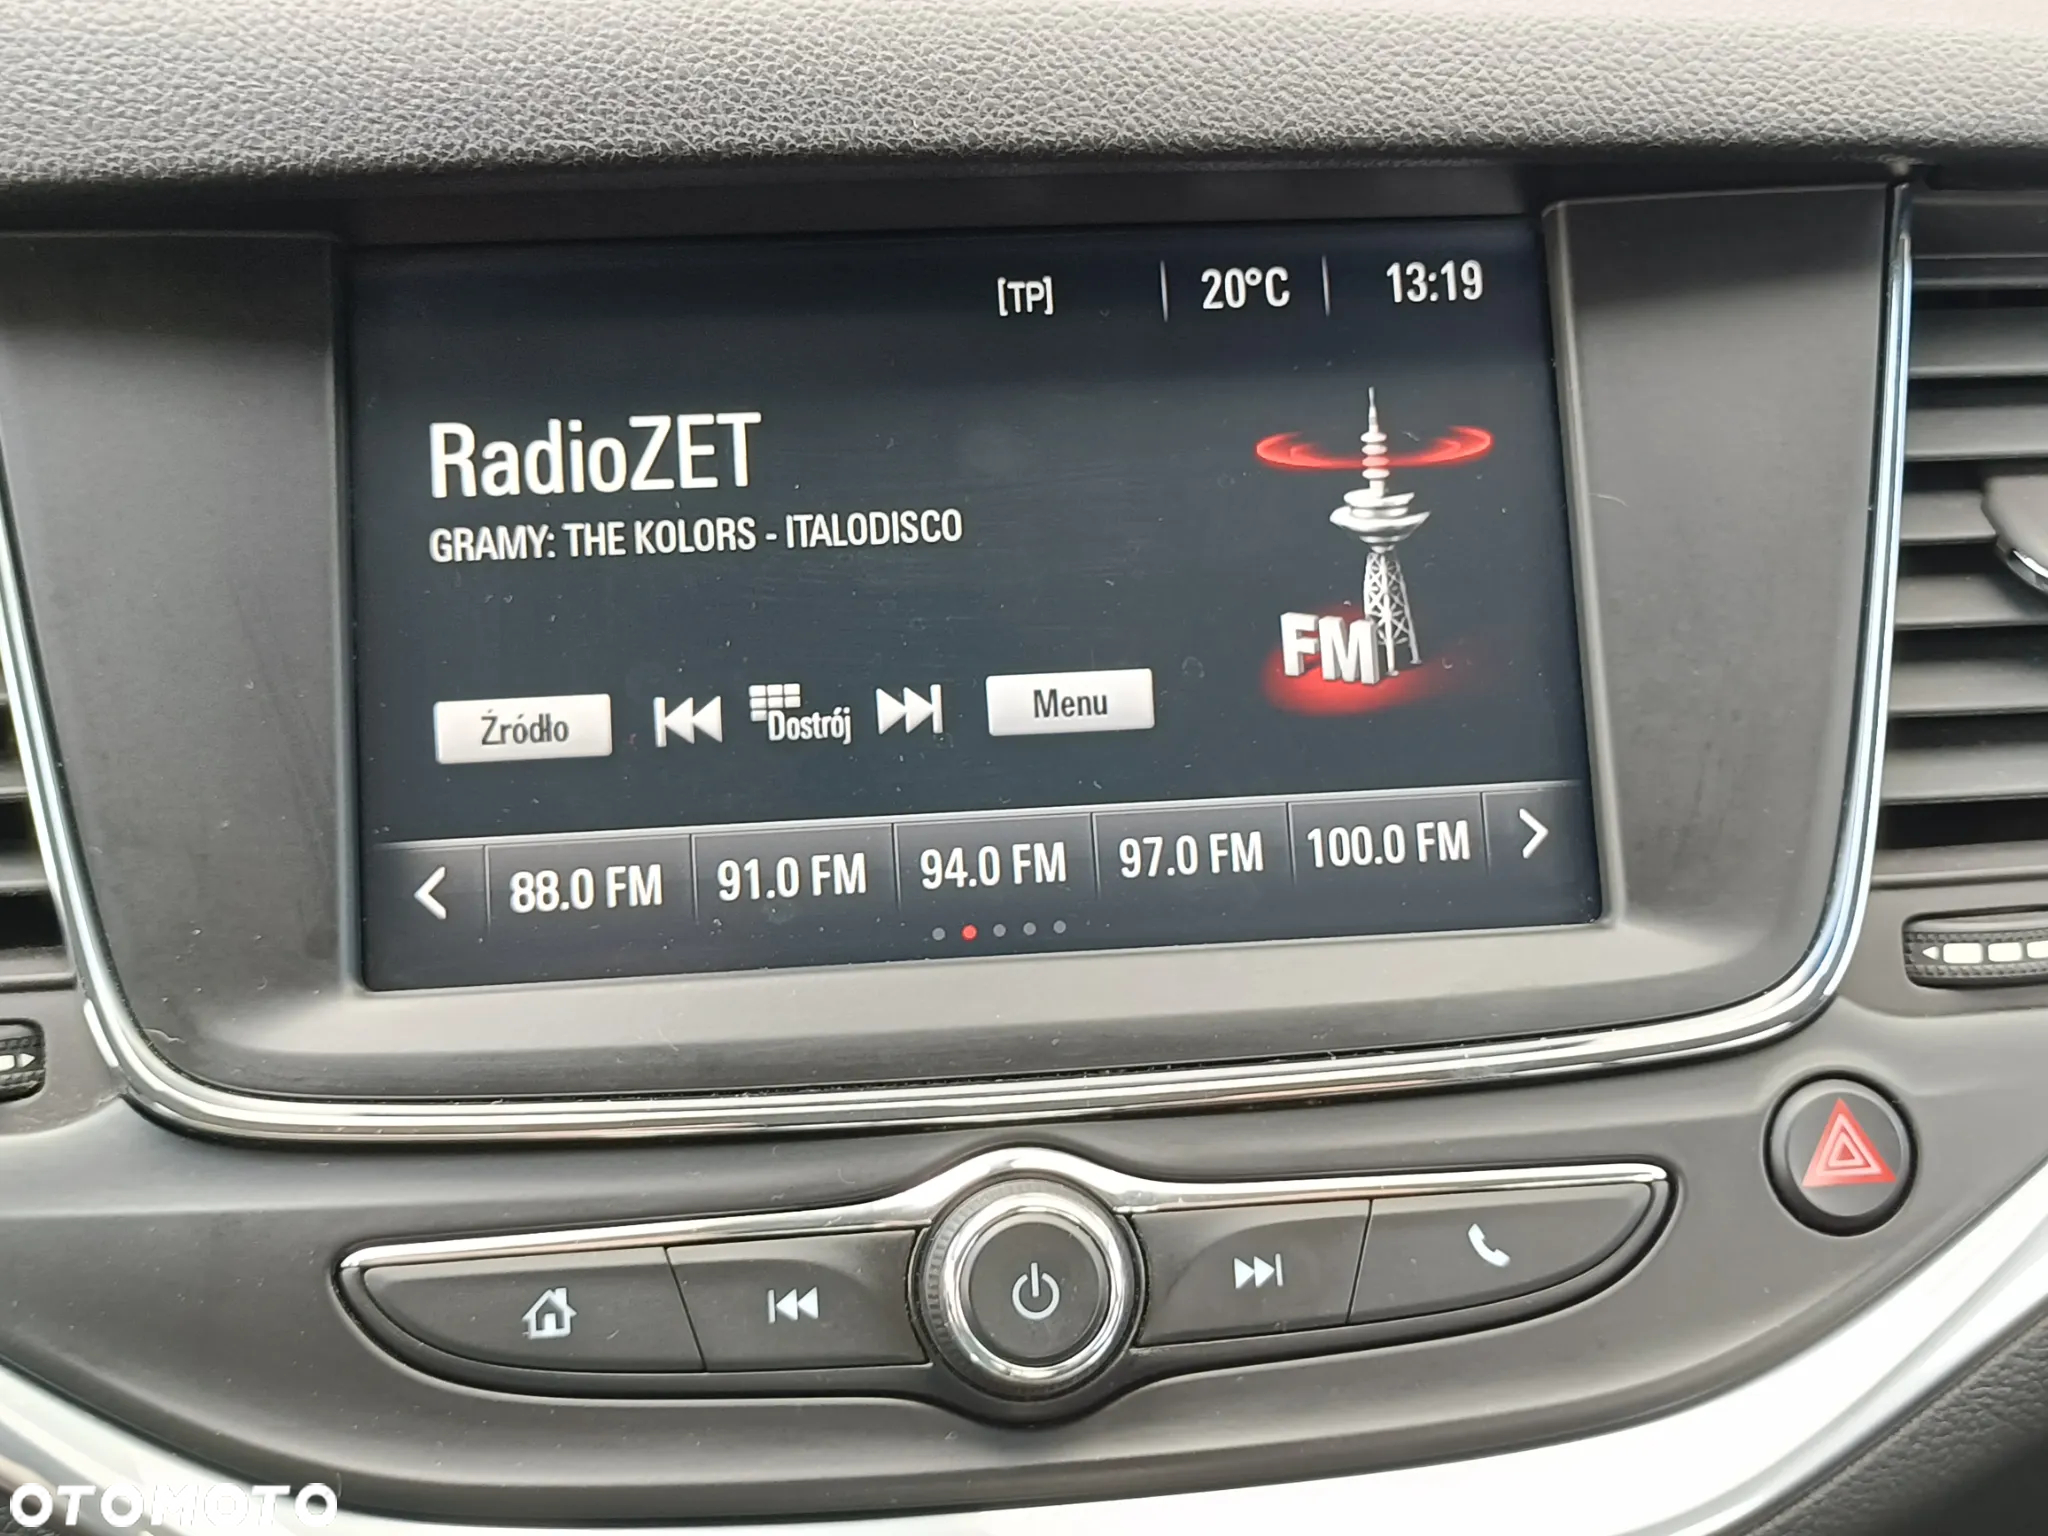 [TP] 20°C 13:19
RadioZET
GRAMY: THE KOLORS - ITALODISCO
FM
Źródło Dostrój Menu
88.0 FM 91.0 FM 94.0 FM 97.0 FM 100.0 FM
OTOMOTO